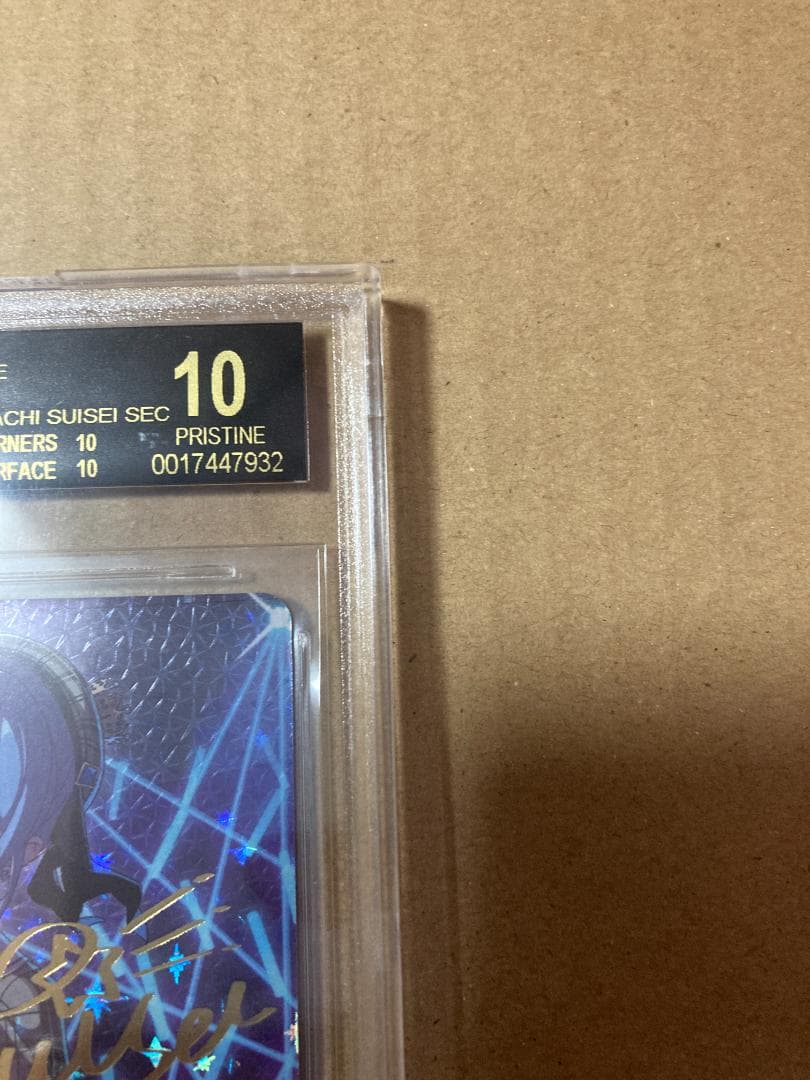 E
10
ACHI SUISEI SEC
RNERS 10
PRISTINE
RFACE 10
0017447932